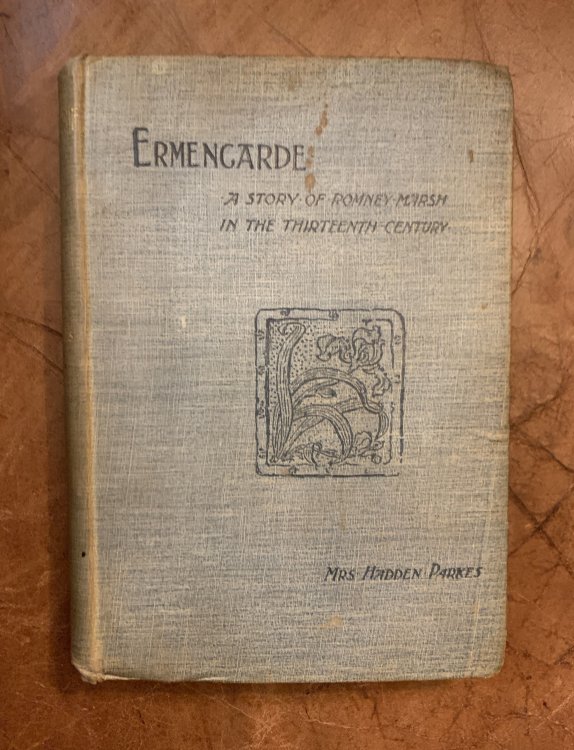 ERMENGARDE:
A STORY OF ROMNEY MARSH
IN THE THIRTEENTH CENTURY.
MRS HADDEN PARKES